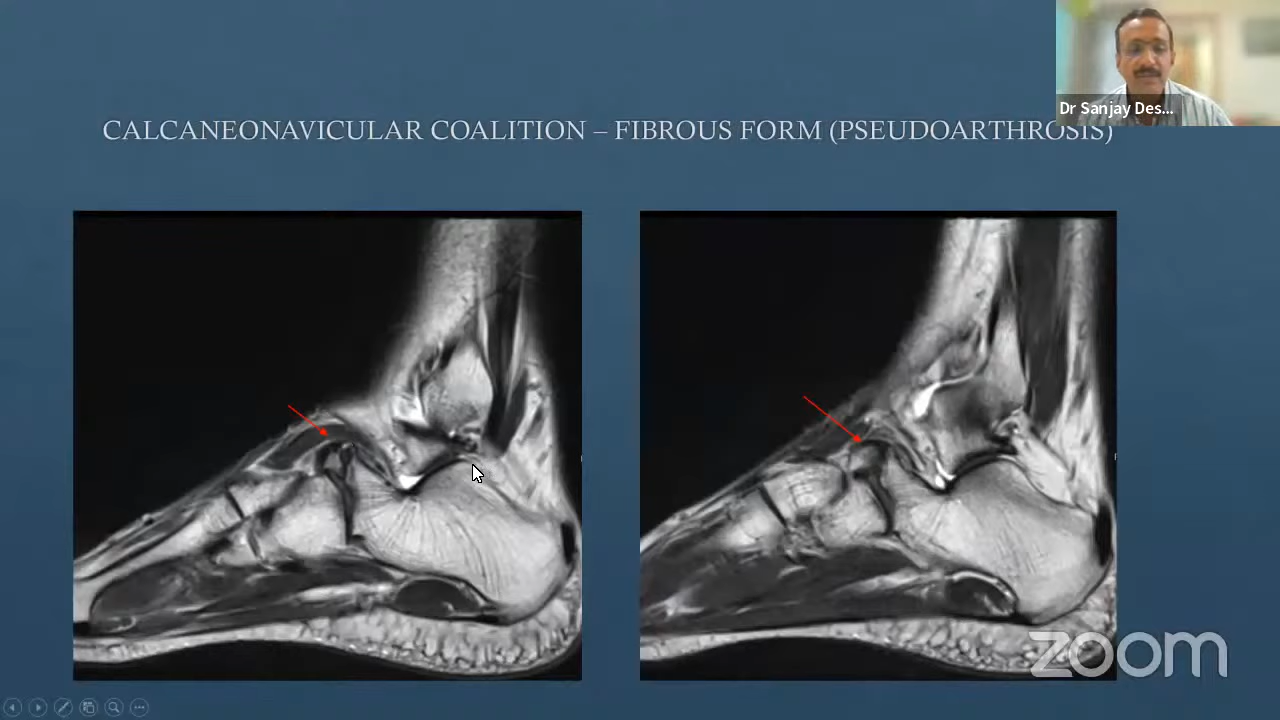 Dr Sanjay Des...
CALCANEONAVICULAR COALITION – FIBROUS FORM (PSEUDOARTHROSIS)
zoom